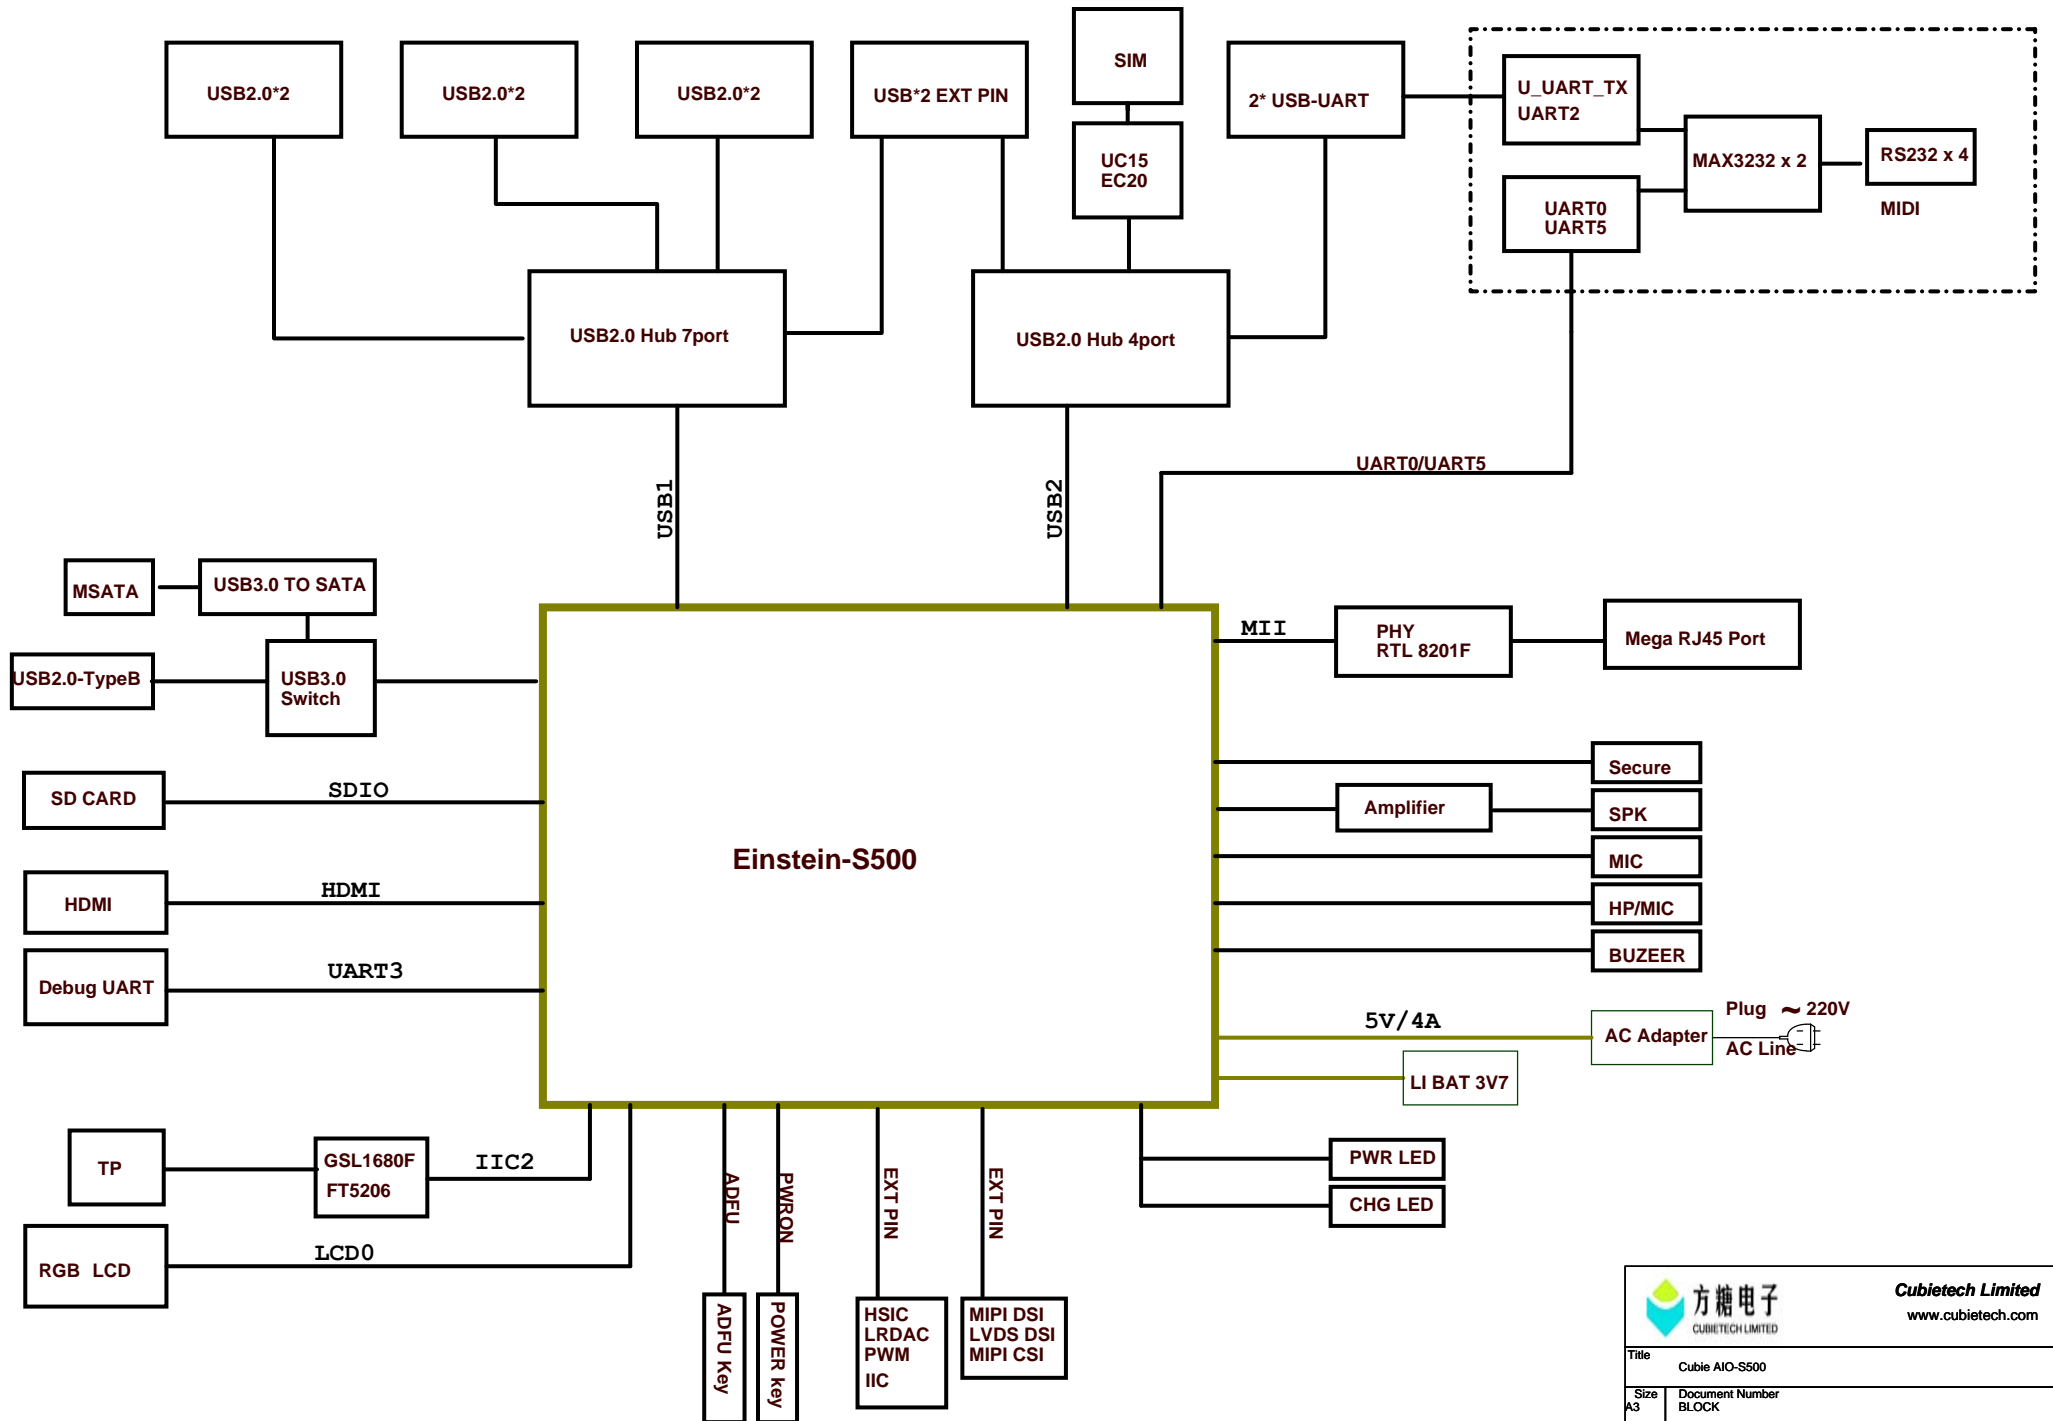 USB2.0*2
USB2.0*2
USB2.0*2
USB*2 EXT PIN
SIM
UC15
EC20
2* USB-UART
U_UART_TX
UART2
UART0
UART5
MAX3232 x 2
RS232 x 4
MIDI
USB2.0 Hub 7port
USB2.0 Hub 4port
USB1
USB2
UART0/UART5
MSATA
USB3.0 TO SATA
USB2.0-TypeB
USB3.0
Switch
MII
PHY
RTL 8201F
Mega RJ45 Port
SD CARD
SDIO
HDMI
HDMI
Debug UART
UART3
Einstein-S500
Secure
Amplifier
SPK
MIC
HP/MIC
BUZEER
5V/4A
AC Adapter
Plug ~ 220V
AC Line
LI BAT 3V7
TP
GSL1680F
FT5206
IIC2
RGB LCD
LCD0
ADFU
PWRON
EXT PIN
EXT PIN
ADFU Key
POWER key
HSIC
LRDAC
PWM
IIC
MIPI DSI
LVDS DSI
MIPI CSI
PWR LED
CHG LED
方糖电子
CUBIETECH LIMITED
Cubietech Limited
www.cubietech.com
Title
Cubie AIO-S500
Size
A3
Document Number
BLOCK